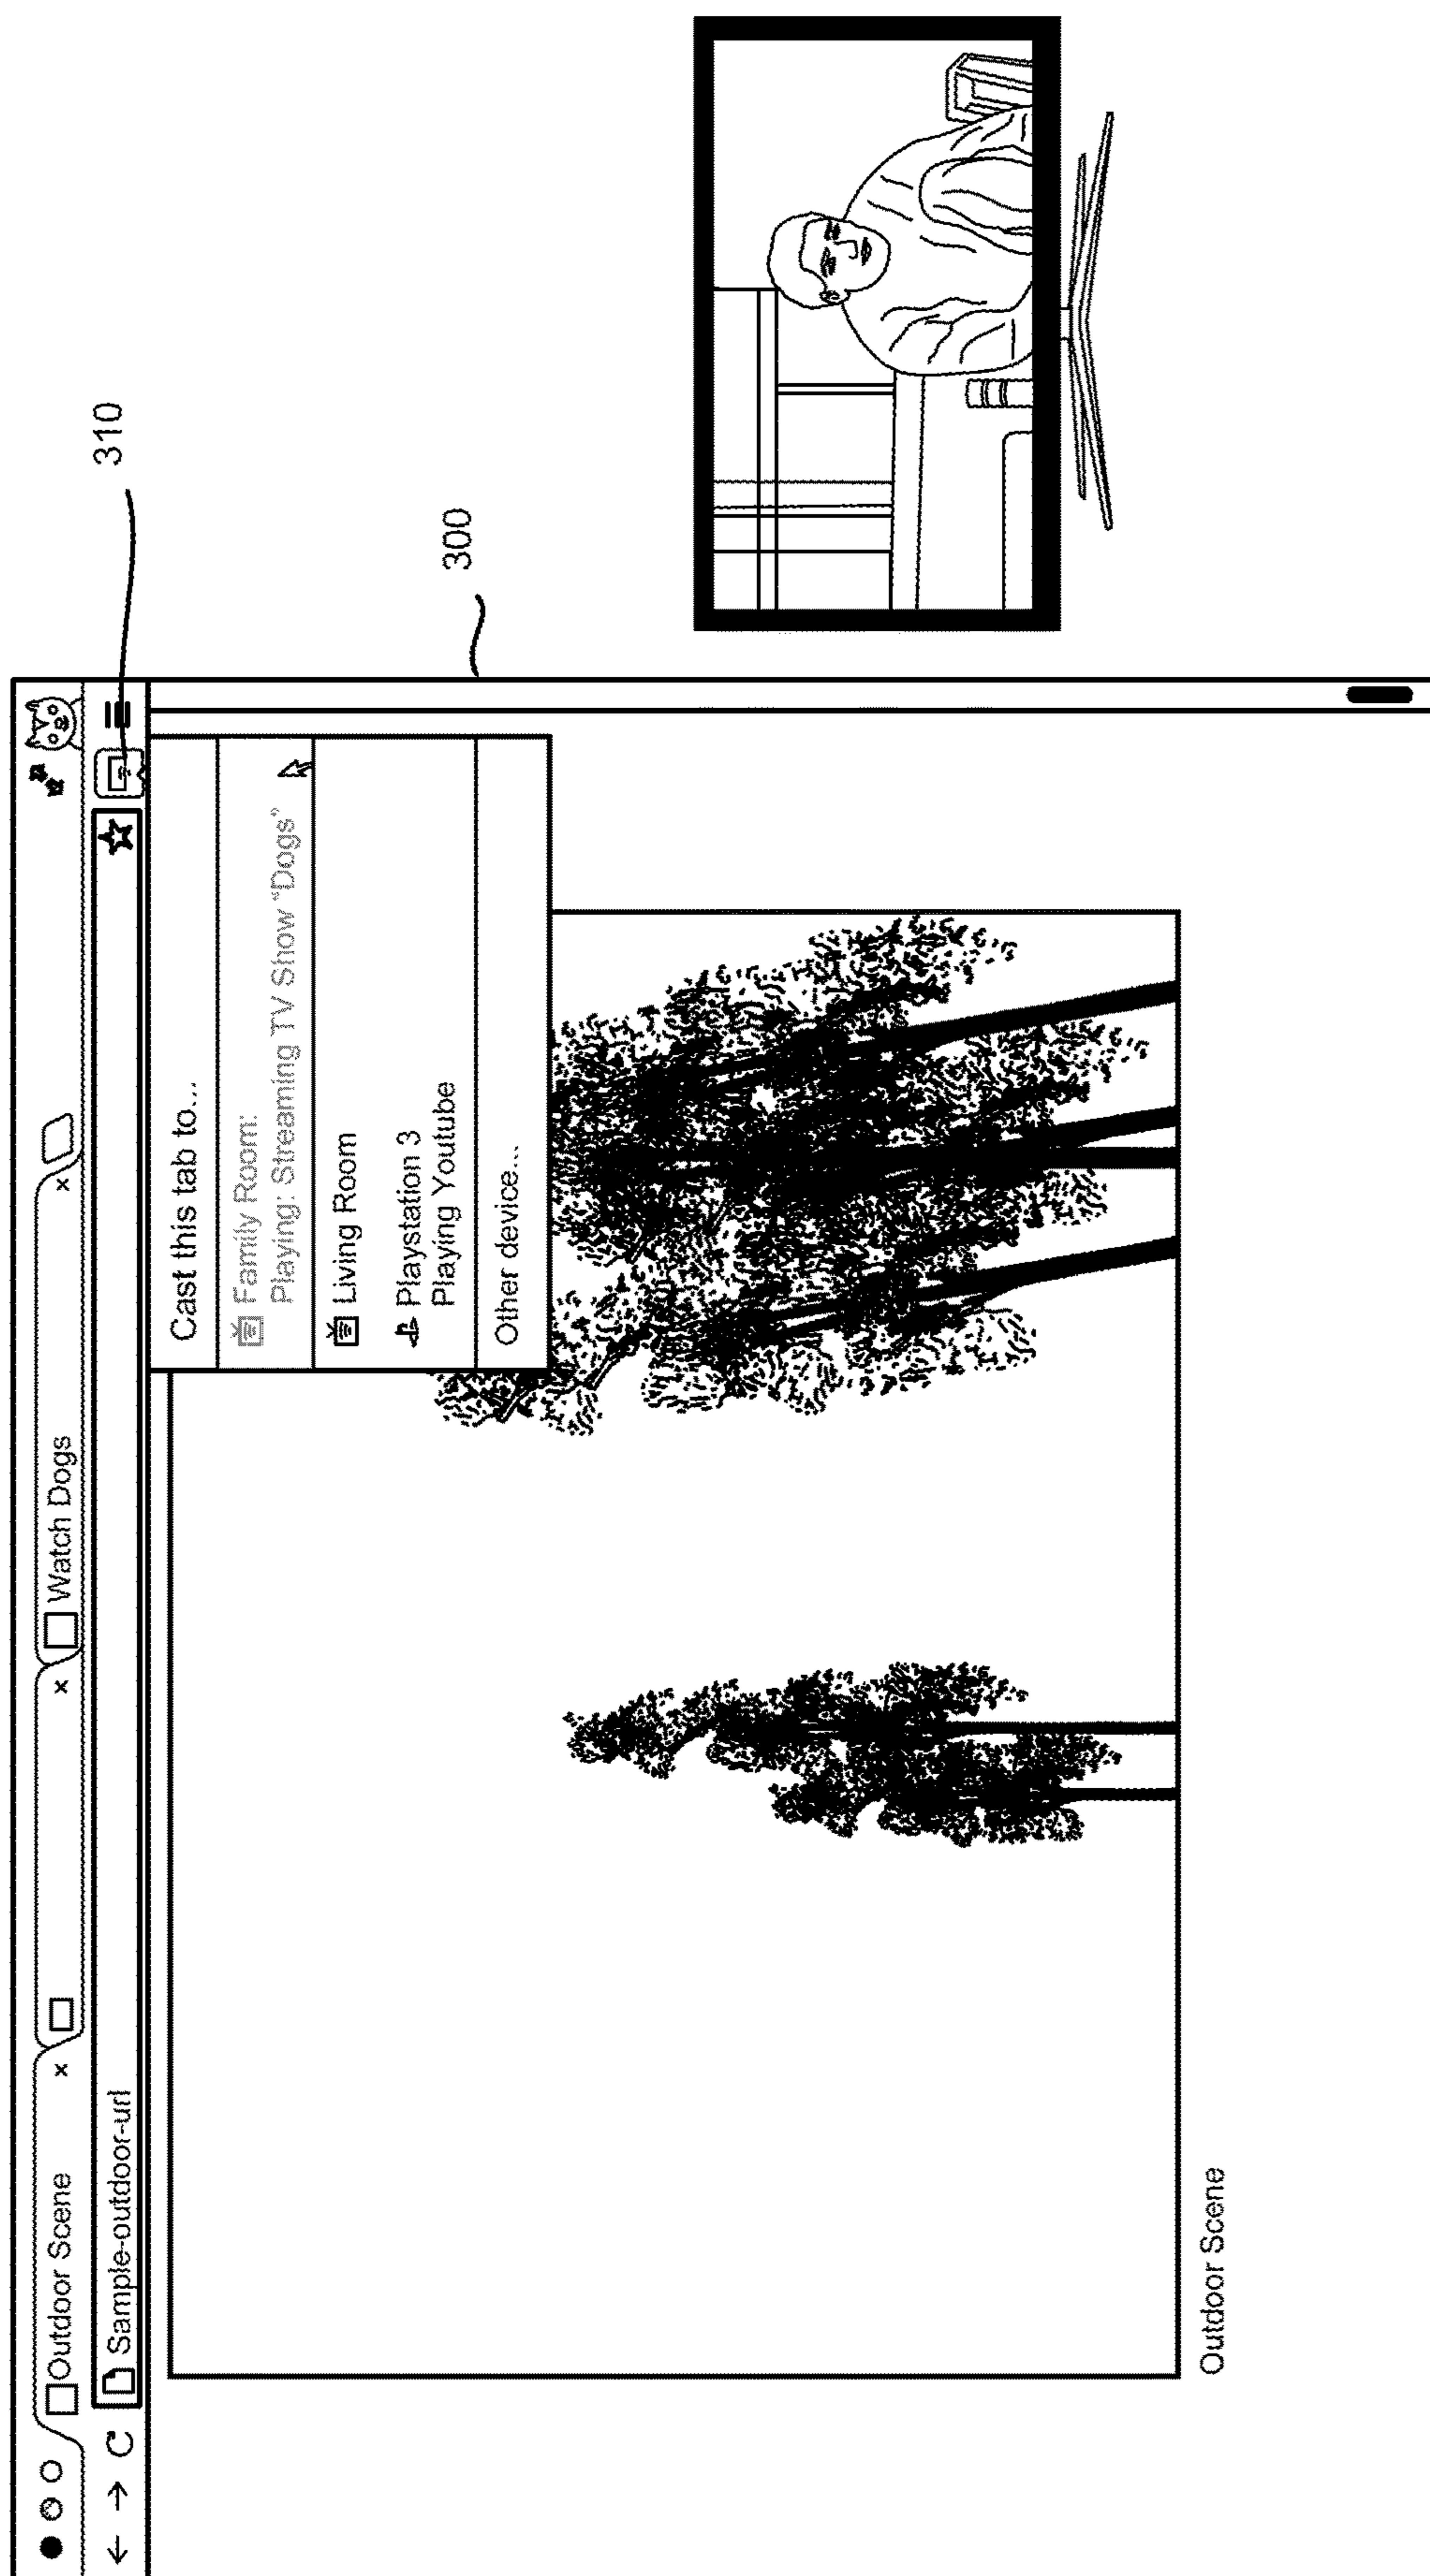 310
Outdoor Scene
Watch Dogs
Sample-outdoor-url
Cast this tab to...
Family Room:
Playing: Streaming TV Show "Dogs"
Living Room
Playstation 3
Playing Youtube
Other device...
300
Outdoor Scene